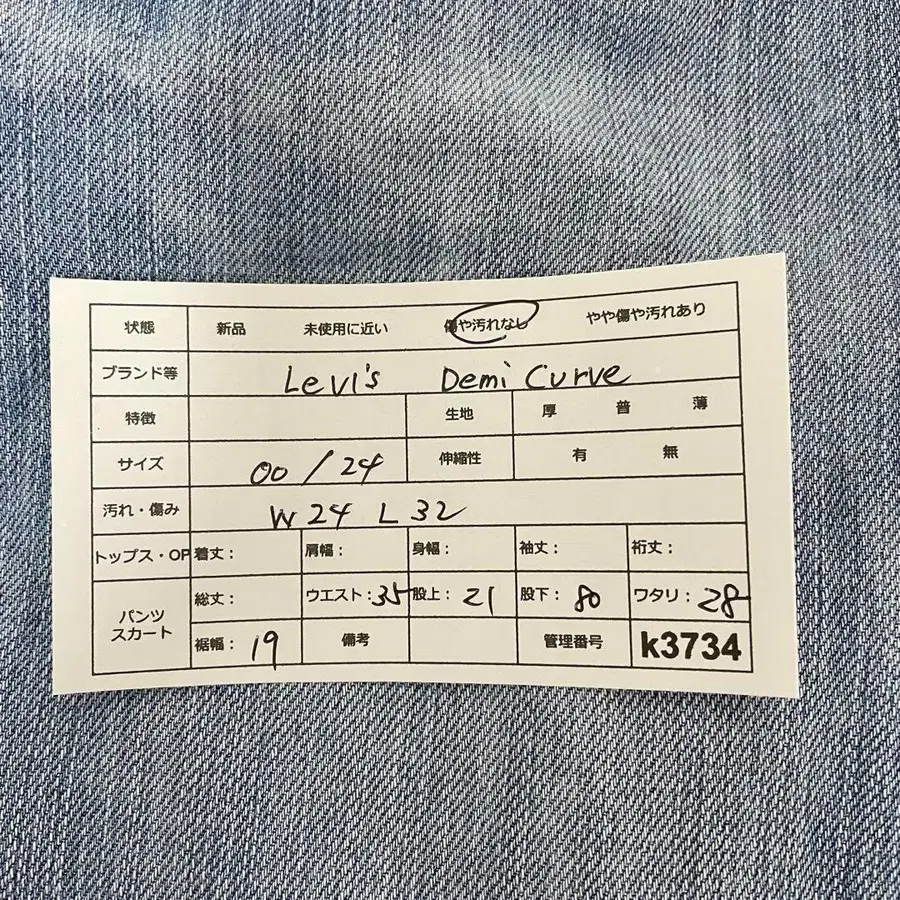 状態 新品 未使用に近い 傷や汚れなし やや傷や汚れあり
ブランド等 Levi's Demi Curve
特徴 生地 厚 普 薄
サイズ 00/24 伸縮性 有 無
汚れ・傷み W24 L32
トップス・OP 着丈: 肩幅: 身幅: 袖丈: 裄丈:
パンツ スカート 総丈: ウエスト:35 股上:21 股下:80 ワタリ:28
裾幅:19 備考 管理番号 k3734